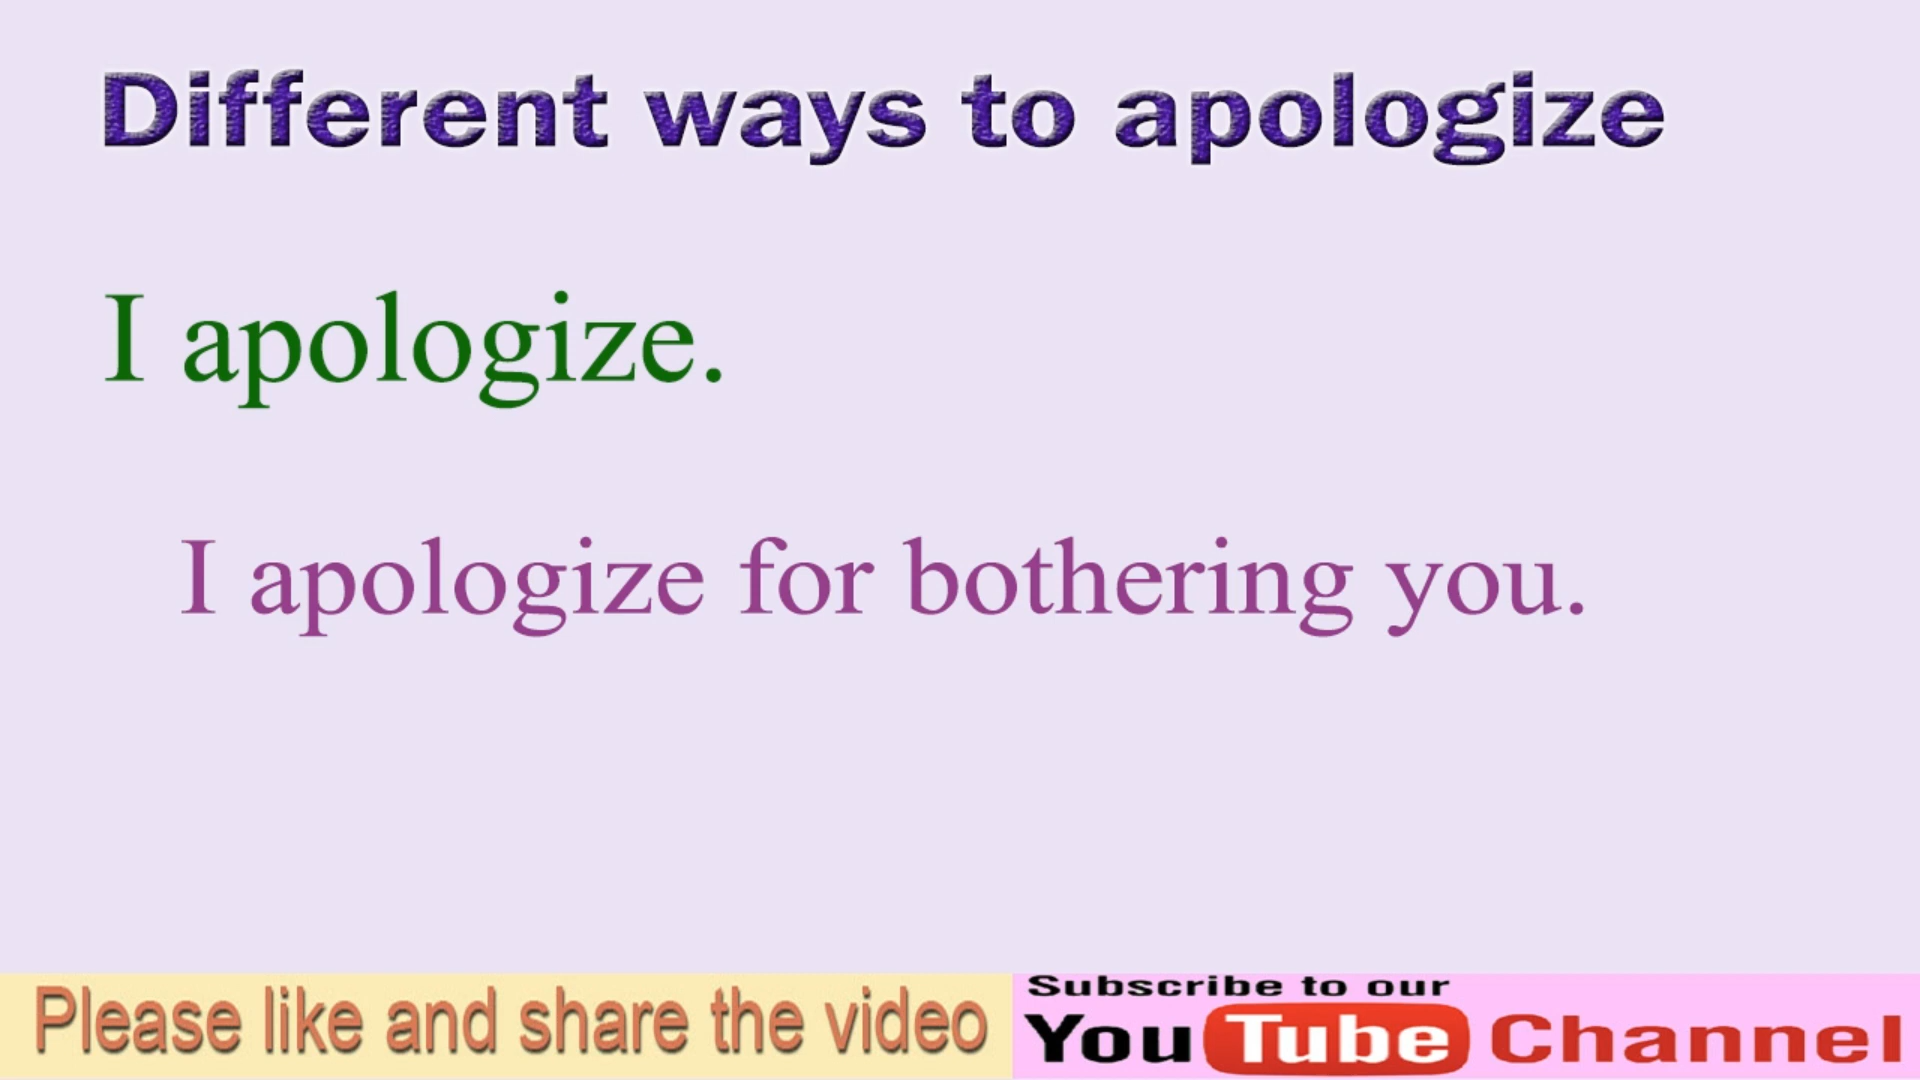 Different ways to apologize
I apologize.
I apologize for bothering you.
Please like and share the video
Subscribe to our
YouTube Channel